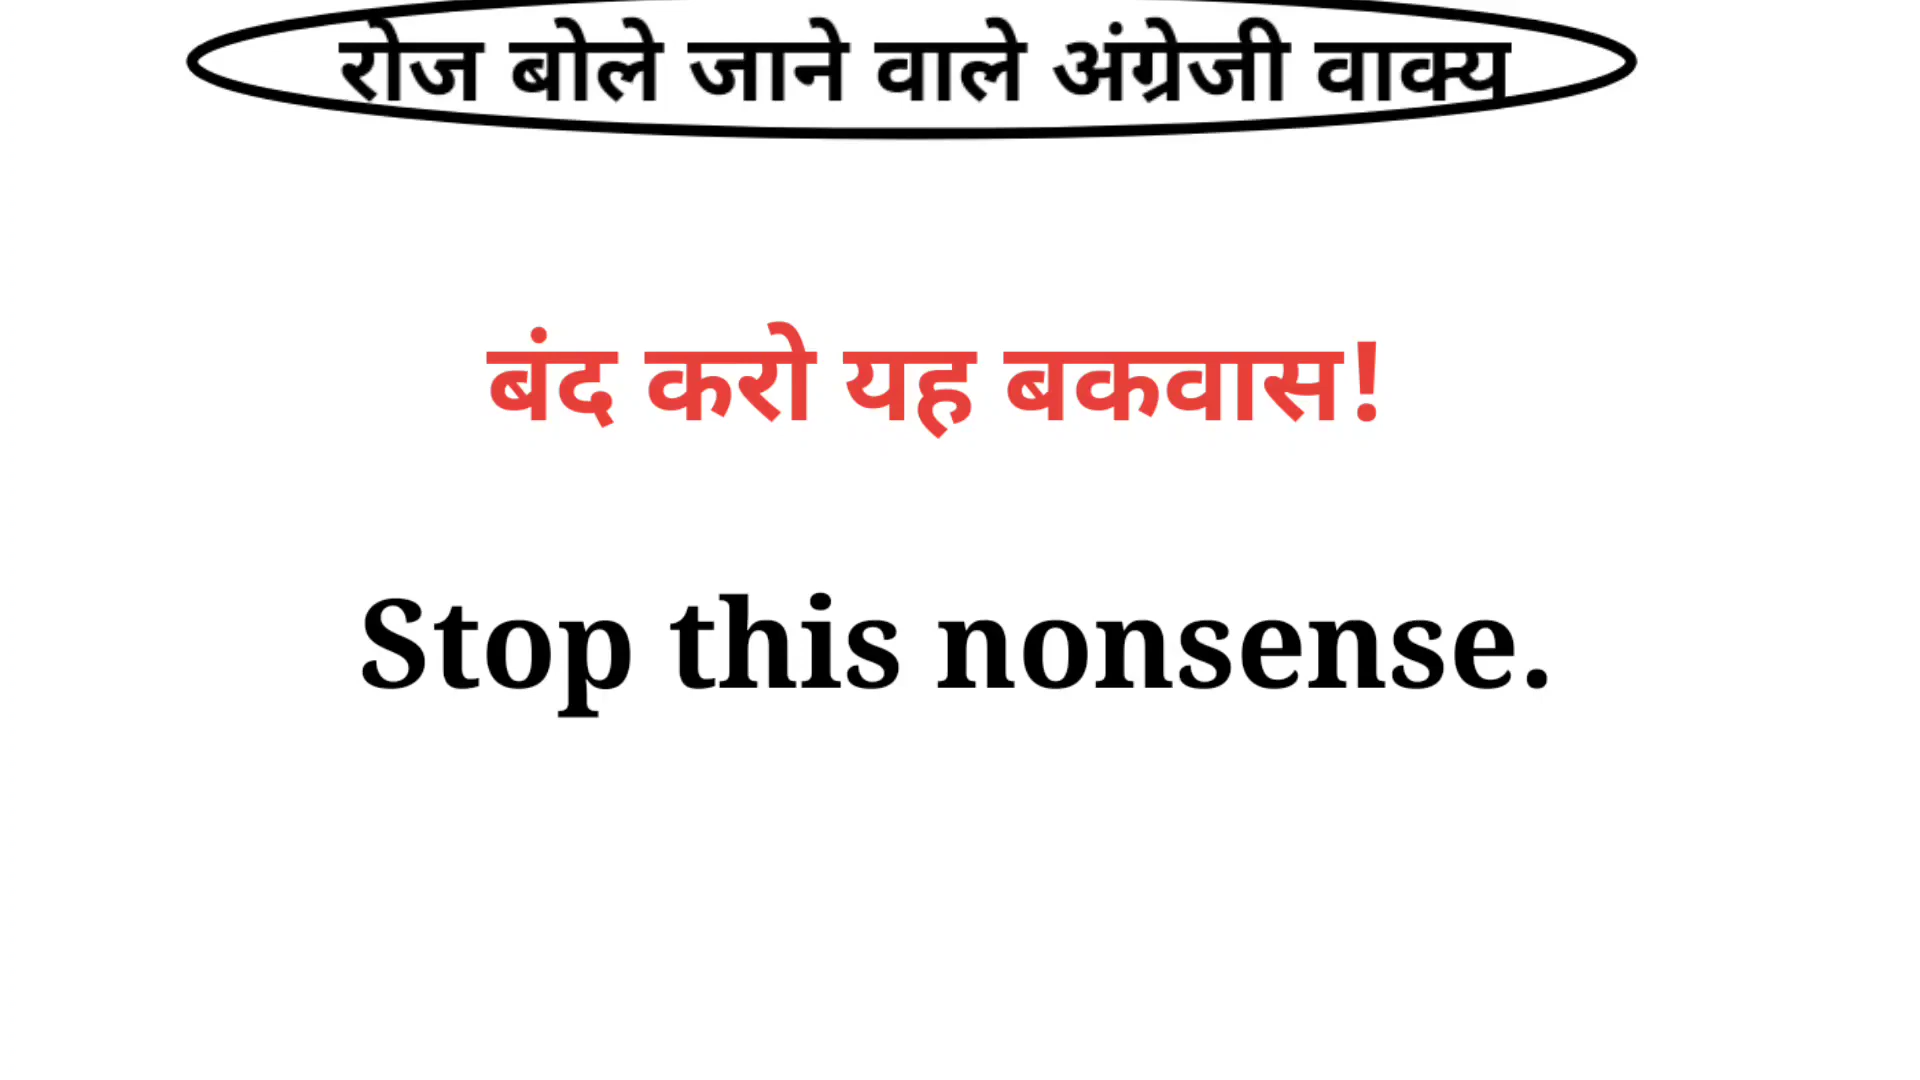 रोज बोले जाने वाले अंग्रेजी वाक्य
बंद करो यह बकवास!
Stop this nonsense.